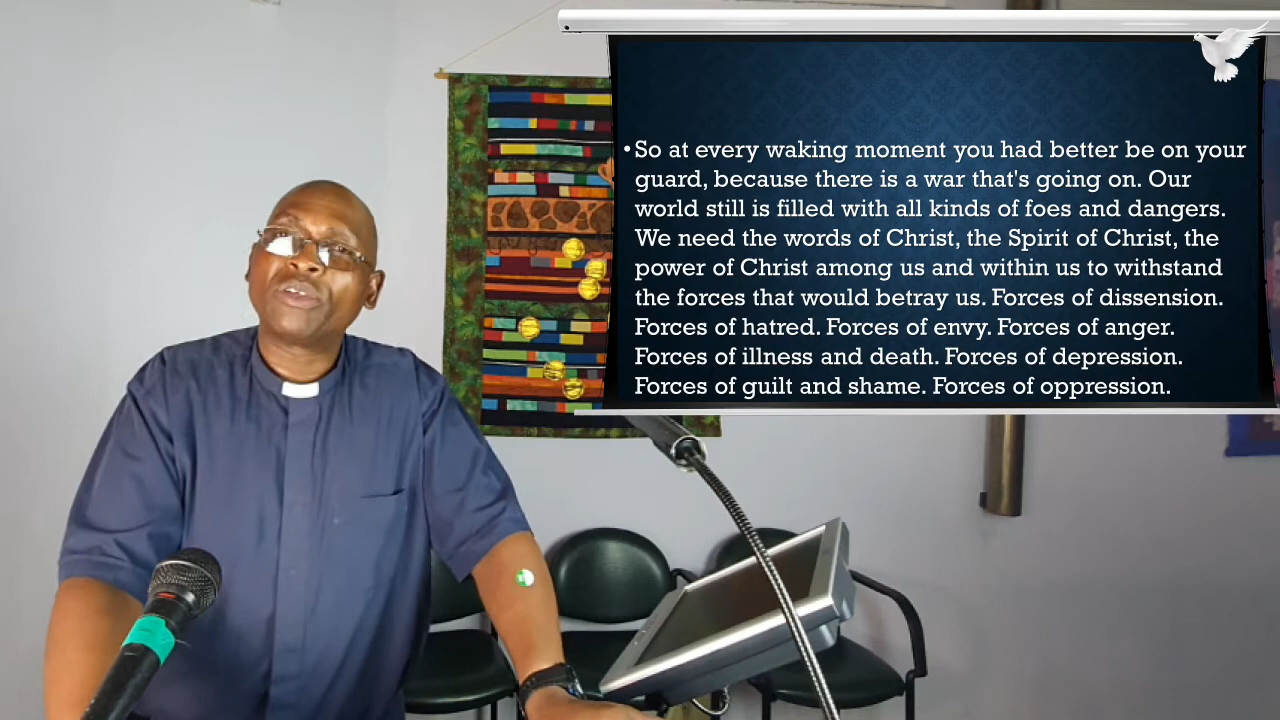 •So at every waking moment you had better be on your
guard, because there is a war that's going on. Our
world still is filled with all kinds of foes and dangers.
We need the words of Christ, the Spirit of Christ, the
power of Christ among us and within us to withstand
the forces that would betray us. Forces of dissension.
Forces of hatred. Forces of envy. Forces of anger.
Forces of illness and death. Forces of depression.
Forces of guilt and shame. Forces of oppression.